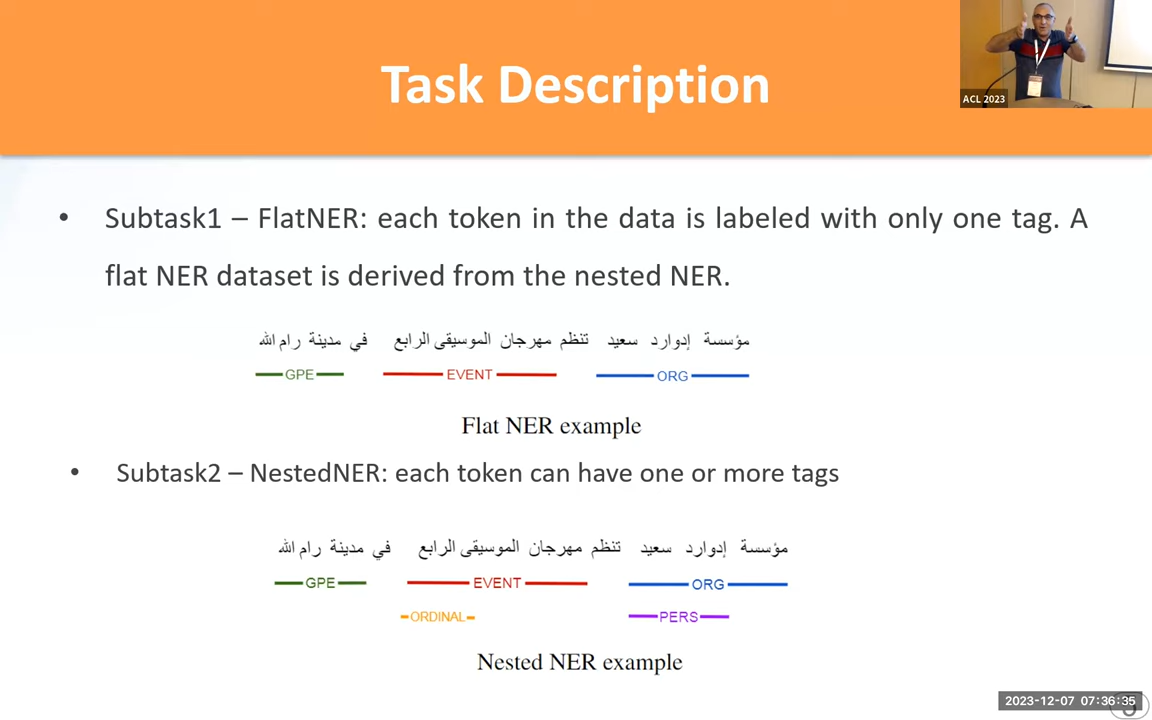 Task Description
ACL 2023
• Subtask1 – FlatNER: each token in the data is labeled with only one tag. A
flat NER dataset is derived from the nested NER.
مؤسسة إدوارد سعيد تنظم مهرجان الموسيقى الرابع في مدينة رام الله
GPE EVENT ORG
Flat NER example
• Subtask2 – NestedNER: each token can have one or more tags
مؤسسة إدوارد سعيد تنظم مهرجان الموسيقى الرابع في مدينة رام الله
GPE EVENT ORG
ORDINAL PERS
Nested NER example
2023-12-07 07:36:35